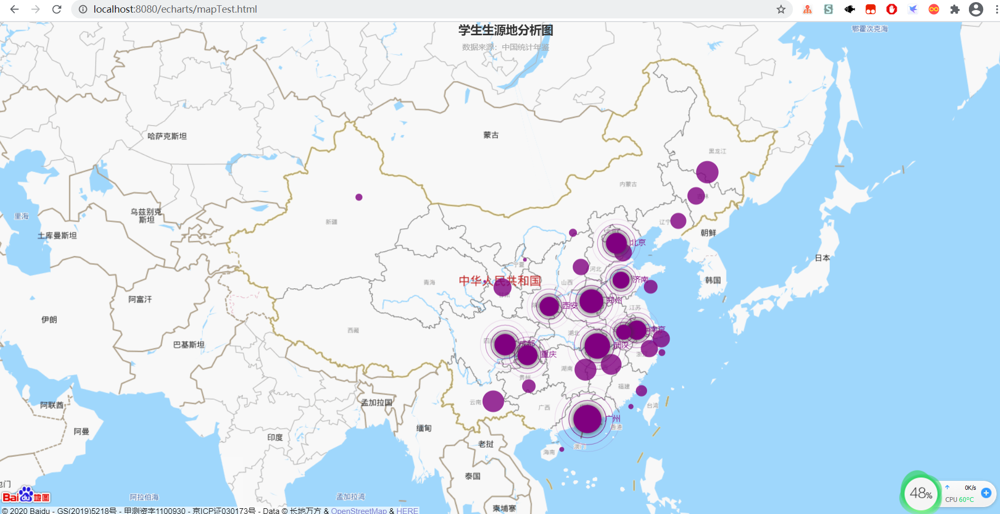 localhost:8080/echarts/mapTest.html
学生生源地分析图
数据来源：中国统计年鉴
鄂霍次克海
哈萨克斯坦
蒙古
黑龙江
内蒙古
吉林
乌兹别克
斯坦
里海
新疆
辽宁
朝鲜
土库曼斯坦
北京
日本
宁夏
河北
中华人民共和国
青海
山西
济南
韩国
阿富汗
西安
郑州
江苏
伊朗
西藏
湖北
南京
巴基斯坦
成都
武汉
重庆
浙江
湖南
贵州
福建
孟加拉国
云南
广西
台湾
阿联酋
广州
香港
缅甸
阿曼
印度
老挝
澳门
海南
泰国
阿拉伯海
孟加拉湾
柬埔寨
Bai du 地图
48%
0K/s
CPU 60°C
© 2020 Baidu - GS(2019)5218号 - 甲测资字1100930 - 京ICP证030173号 - Data © 长地万方 & OpenStreetMap & HERE